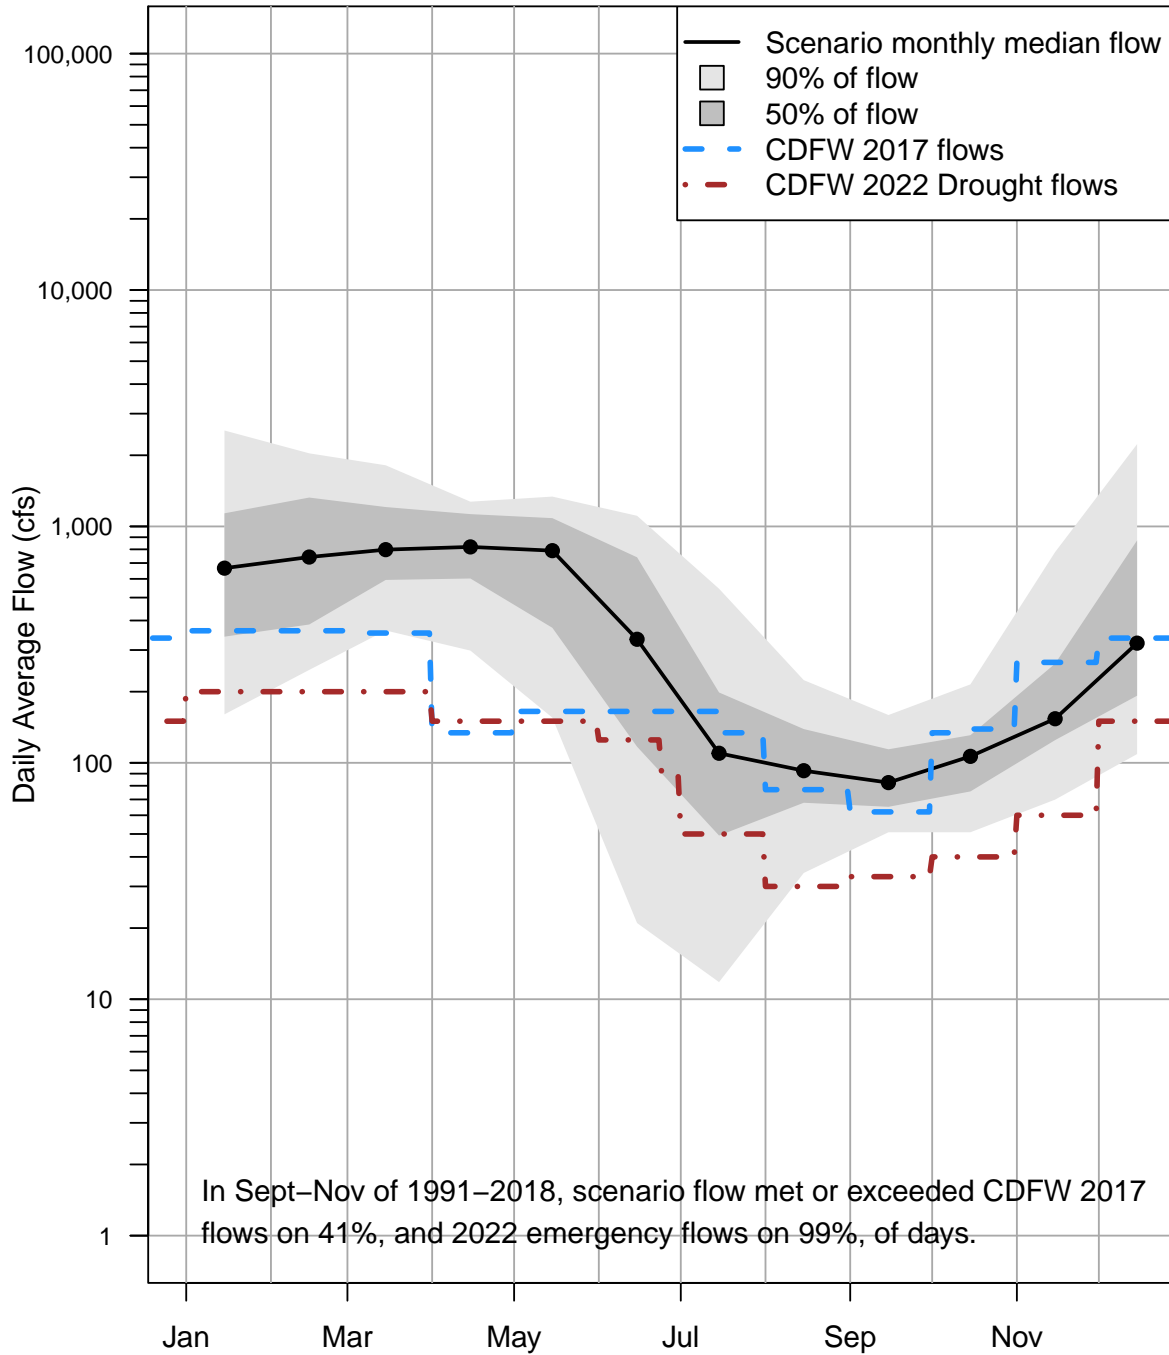 Scenario monthly median flow
90% of flow
50% of flow
CDFW 2017 flows
CDFW 2022 Drought flows
100,000
10,000
1,000
100
10
1
Daily Average Flow (cfs)
In Sept−Nov of 1991−2018, scenario flow met or exceeded CDFW 2017
flows on 41%, and 2022 emergency flows on 99%, of days.
Jan
Mar
May
Jul
Sep
Nov